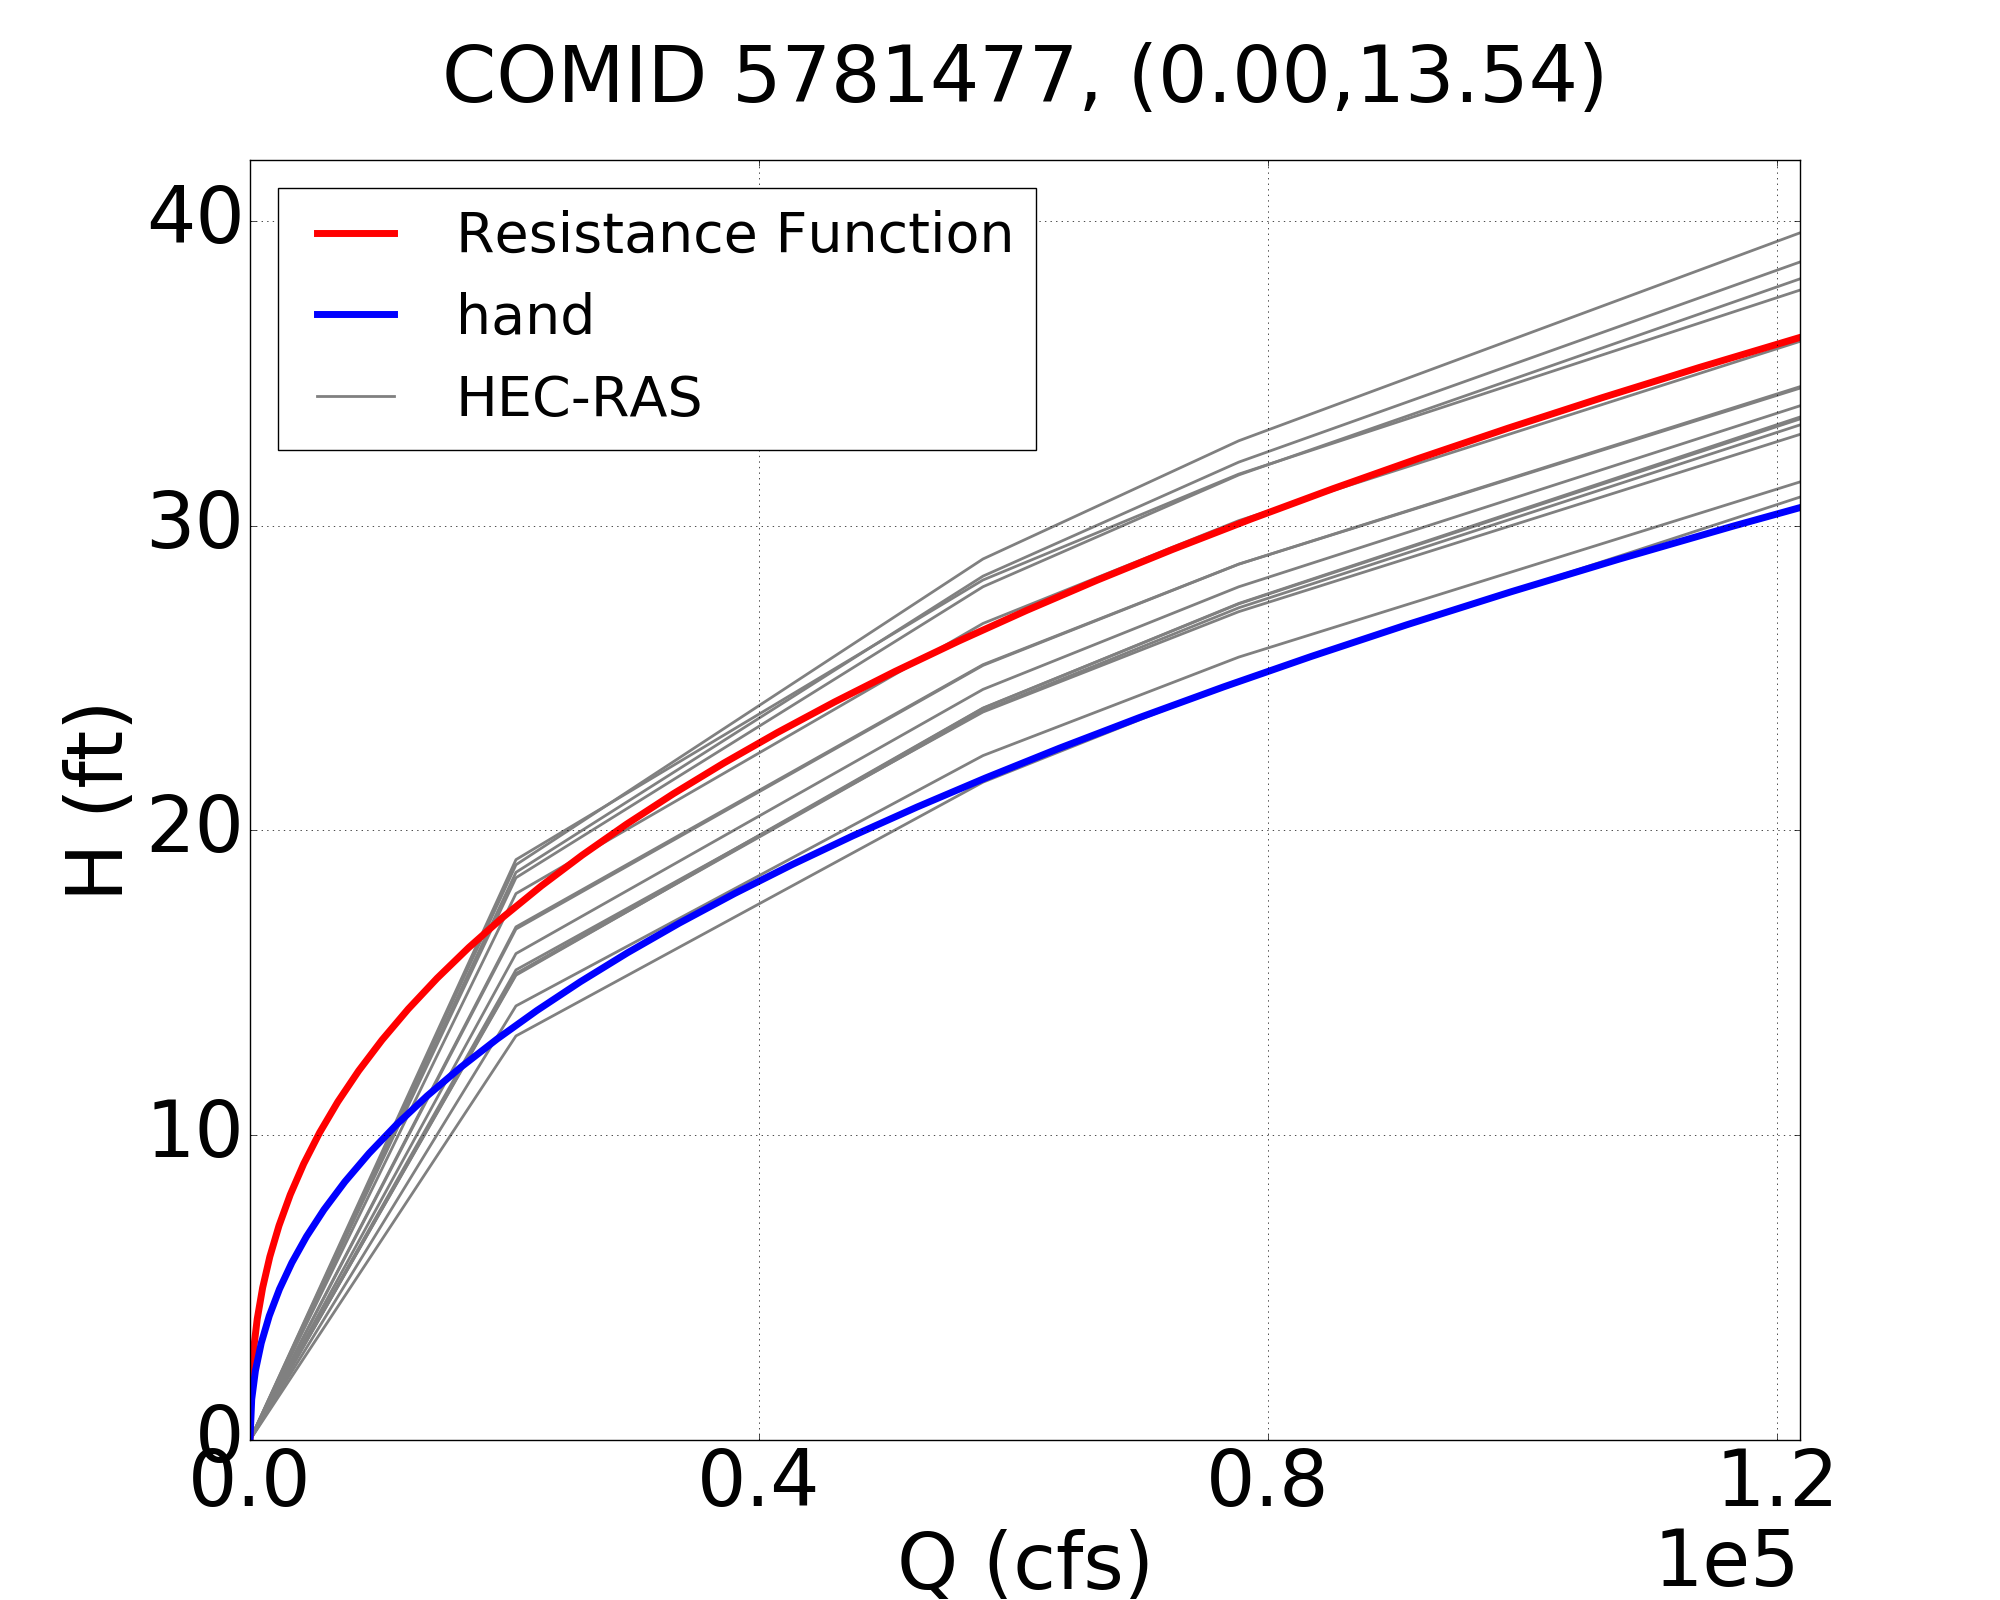 COMID 5781477, (0.00,13.54)
Resistance Function
hand
HEC-RAS
40
30
20
10
0
H (ft)
0.0 0.4 0.8 1.2
1e5
Q (cfs)